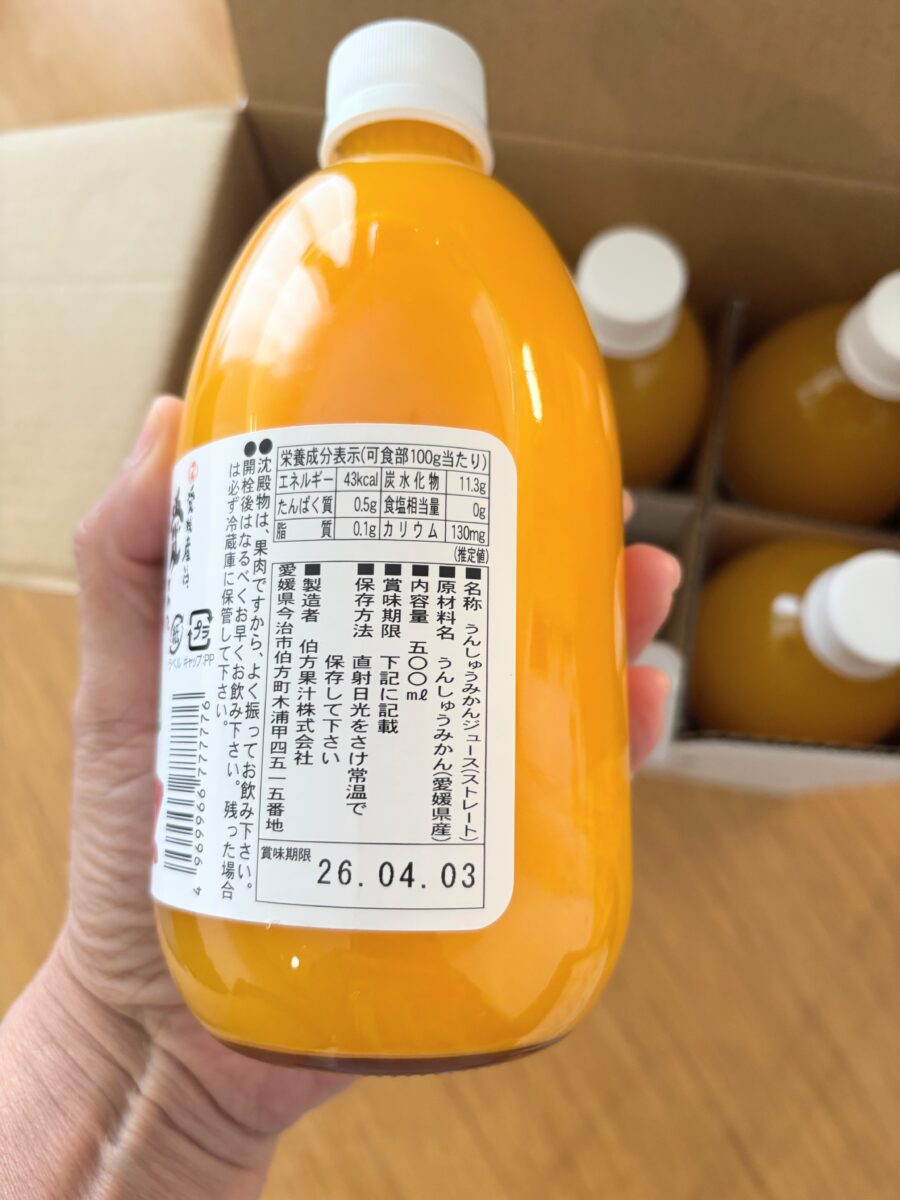 栄養成分表示(可食部100g当たり)
エネルギー 43kcal 炭水化物 11.3g
たんぱく質 0.5g 食塩相当量 0g
脂質 0.1g カリウム 130mg
(推定値)
■名称 うんしゅうみかんジュース(ストレート)
■原材料名 うんしゅうみかん(愛媛県産)
■内容量 五〇〇mℓ
■賞味期限 下記に記載
■保存方法 直射日光をさけ常温で
保存して下さい
■製造者 伯方果汁株式会社
愛媛県今治市伯方町木浦甲四五一五番地
賞味期限
26.04.03
●沈殿物は、果肉ですから、よく振ってお飲み下さい。
●開栓後はなるべくお早くお飲み下さい。残った場合
は必ず冷蔵庫に保管して下さい。
プラ
紙
ラベル キャップ:PP